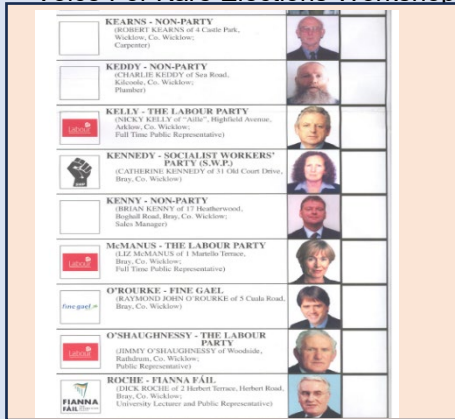 Voice For Rare Elections Workshop
KEARNS - NON-PARTY
(ROBERT KEARNS of 4 Castle Park,
Wicklow, Co. Wicklow;
Carpenter)
KEDDY - NON-PARTY
(CHARLIE KEDDY of Sea Road,
Kilcoole, Co. Wicklow;
Plumber)
Labour
KELLY - THE LABOUR PARTY
(NICKY KELLY of "Aille", Highfield Avenue,
Arklow, Co. Wicklow;
Full Time Public Representative)
KENNEDY - SOCIALIST WORKERS'
PARTY (S.W.P.)
(CATHERINE KENNEDY of 31 Old Court Drive,
Bray, Co. Wicklow)
KENNY - NON-PARTY
(BRIAN KENNY of 17 Heatherwood,
Boghall Road, Bray, Co. Wicklow;
Sales Manager)
Labour
McMANUS - THE LABOUR PARTY
(LIZ McMANUS of 1 Martello Terrace,
Bray, Co. Wicklow;
Full Time Public Representative)
fine gael
O'ROURKE - FINE GAEL
(RAYMOND JOHN O'ROURKE of 5 Cuala Road,
Bray, Co. Wicklow)
Labour
O'SHAUGHNESSY - THE LABOUR
PARTY
(JIMMY O'SHAUGHNESSY of Woodside,
Rathdrum, Co. Wicklow;
Public Representative)
FIANNA
FÁIL
ROCHE - FIANNA FÁIL
(DICK ROCHE of 2 Herbert Terrace, Herbert Road,
Bray, Co. Wicklow;
University Lecturer and Public Representative)